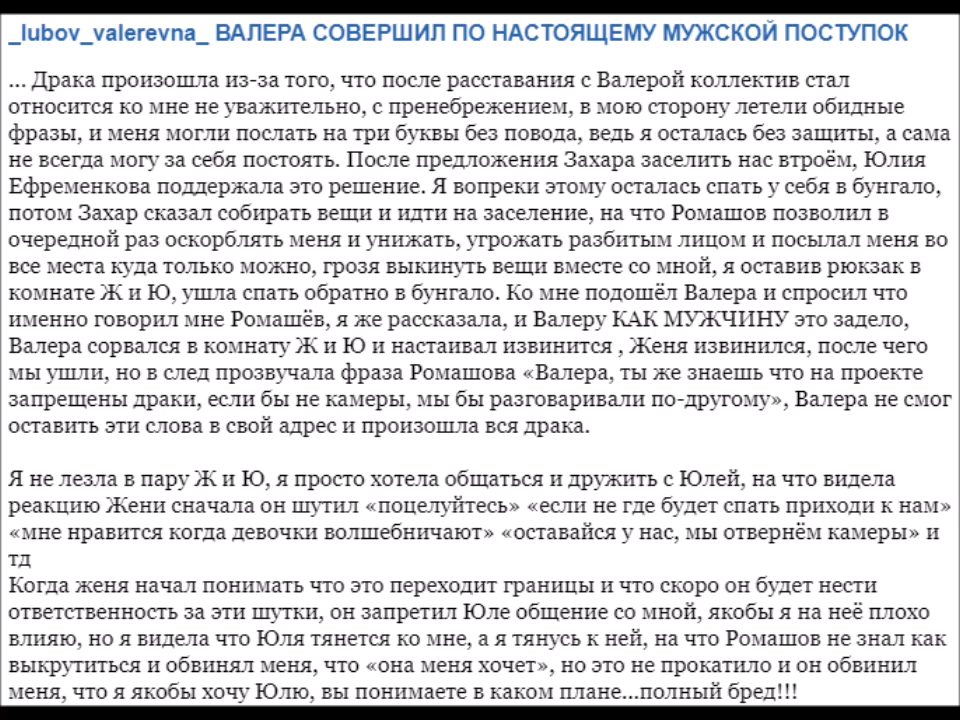 _lubov_valerevna_ ВАЛЕРА СОВЕРШИЛ ПО НАСТОЯЩЕМУ МУЖСКОЙ ПОСТУПОК
... Драка произошла из-за того, что после расставания с Валерой коллектив стал
относится ко мне не уважительно, с пренебрежением, в мою сторону летели обидные
фразы, и меня могли послать на три буквы без повода, ведь я осталась без защиты, а сама
не всегда могу за себя постоять. После предложения Захара заселить нас втроём, Юлия
Ефременкова поддержала это решение. Я вопреки этому осталась спать у себя в бунгало,
потом Захар сказал собирать вещи и идти на заселение, на что Ромашов позволил в
очередной раз оскорблять меня и унижать, угрожать разбитым лицом и посылал меня во
все места куда только можно, грозя выкинуть вещи вместе со мной, я оставив рюкзак в
комнате Ж и Ю, ушла спать обратно в бунгало. Ко мне подошёл Валера и спросил что
именно говорил мне Ромашёв, я же рассказала, и Валеру КАК МУЖЧИНУ это задело,
Валера сорвался в комнату Ж и Ю и настаивал извинится , Женя извинился, после чего
мы ушли, но в след прозвучала фраза Ромашова «Валера, ты же знаешь что на проекте
запрещены драки, если бы не камеры, мы бы разговаривали по-другому», Валера не смог
оставить эти слова в свой адрес и произошла вся драка.
Я не лезла в пару Ж и Ю, я просто хотела общаться и дружить с Юлей, на что видела
реакцию Жени сначала он шутил «поцелуйтесь» «если не где будет спать приходи к нам»
«мне нравится когда девочки волшебничают» «оставайся у нас, мы отвернём камеры» и
тд
Когда женя начал понимать что это переходит границы и что скоро он будет нести
ответственность за эти шутки, он запретил Юле общение со мной, якобы я на неё плохо
влияю, но я видела что Юля тянется ко мне, а я тянусь к ней, на что Ромашов не знал как
выкрутиться и обвинял меня, что «она меня хочет», но это не прокатило и он обвинил
меня, что я якобы хочу Юлю, вы понимаете в каком плане...полный бред!!!